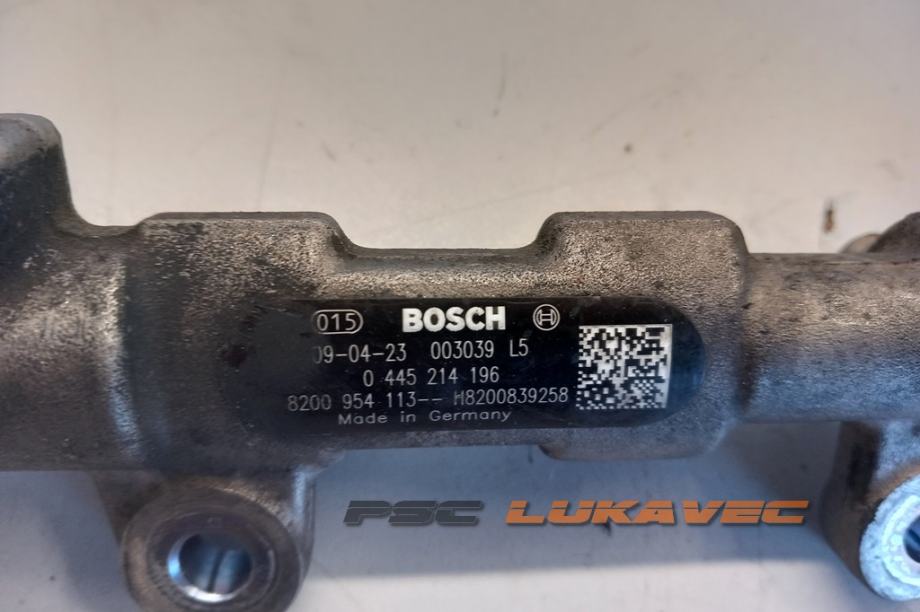 015 BOSCH
09-04-23 003039 L5
0 445 214 196
8200 954 113-- H8200839258
Made in Germany
PSC LUKAVEC